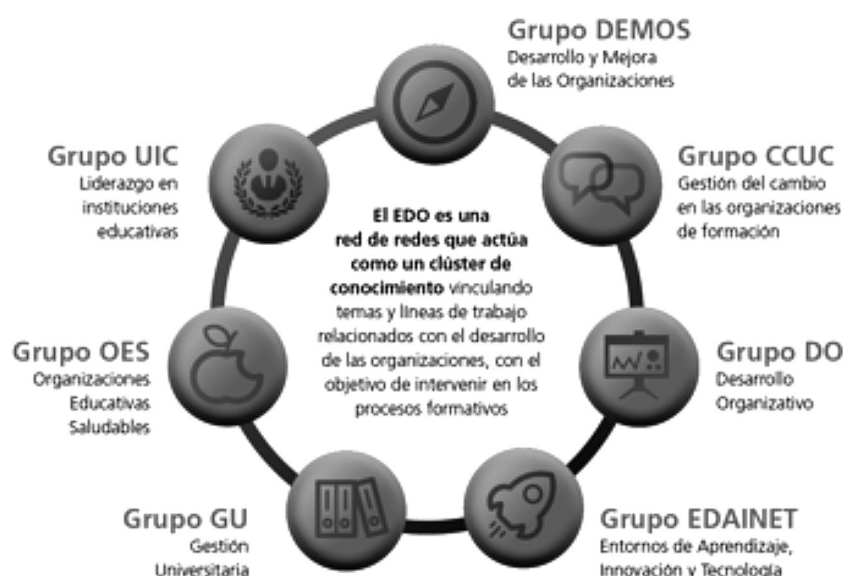 Grupo DEMOS
Desarrollo y Mejora
de las Organizaciones
Grupo UIC
Liderazgo en
instituciones
educativas
Grupo CCUC
Gestión del cambio
en las organizaciones
de formación
El EDO es una
red de redes que actúa
como un clúster de
conocimiento vinculando
temas y líneas de trabajo
relacionados con el desarrollo
de las organizaciones, con el
objetivo de intervenir en los
procesos formativos
Grupo OES
Organizaciones
Educativas
Saludables
Grupo DO
Desarrollo
Organizativo
Grupo GU
Gestión
Universitaria
Grupo EDAINET
Entornos de Aprendizaje,
Innovación y Tecnología